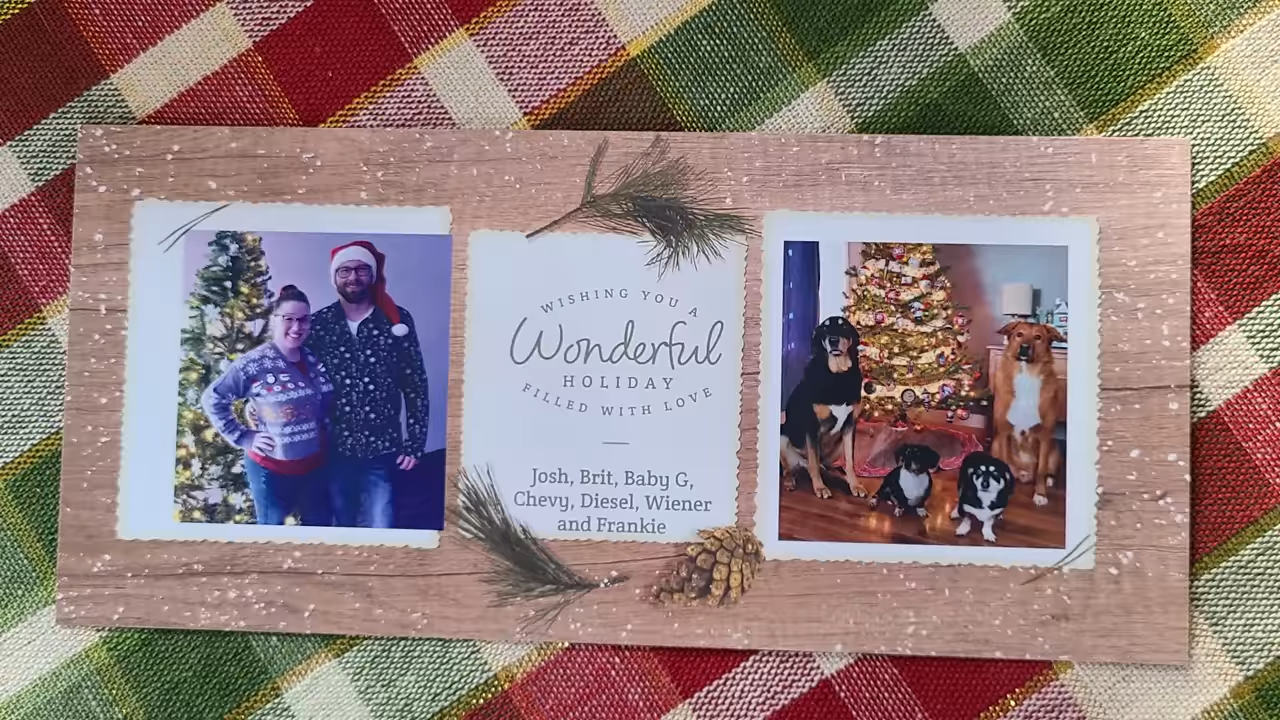 WISHING YOU A
Wonderful
HOLIDAY
FILLED WITH LOVE
Josh, Brit, Baby G,
Chevy, Diesel, Wiener
and Frankie